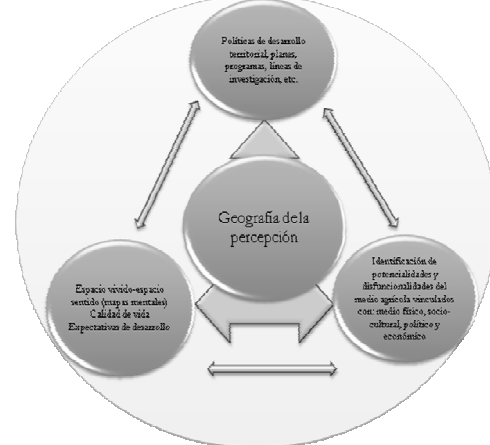 Políticas de desarrollo
territorial, planes,
programas, líneas de
investigación, etc.
Geografía de la
percepción
Espacio vivido-espacio
sentido (mapas mentales)
Calidad de vida
Expectativas de desarrollo
Identificación de
potencialidades y
disfuncionalidades del
medio agrícola vinculados
con: medio físico, socio-
cultural, político y
económico